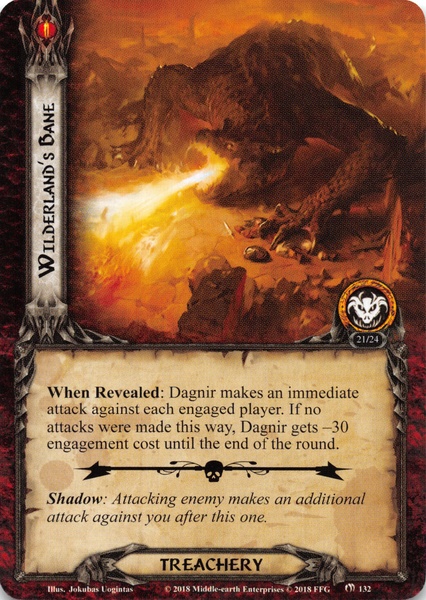 WILDERLAND'S BANE
21/24
When Revealed: Dagnir makes an immediate
attack against each engaged player. If no
attacks were made this way, Dagnir gets –30
engagement cost until the end of the round.
Shadow: Attacking enemy makes an additional
attack against you after this one.
TREACHERY
Illus. Jokubas Uogintas © 2018 Middle-earth Enterprises © 2018 FFG 132